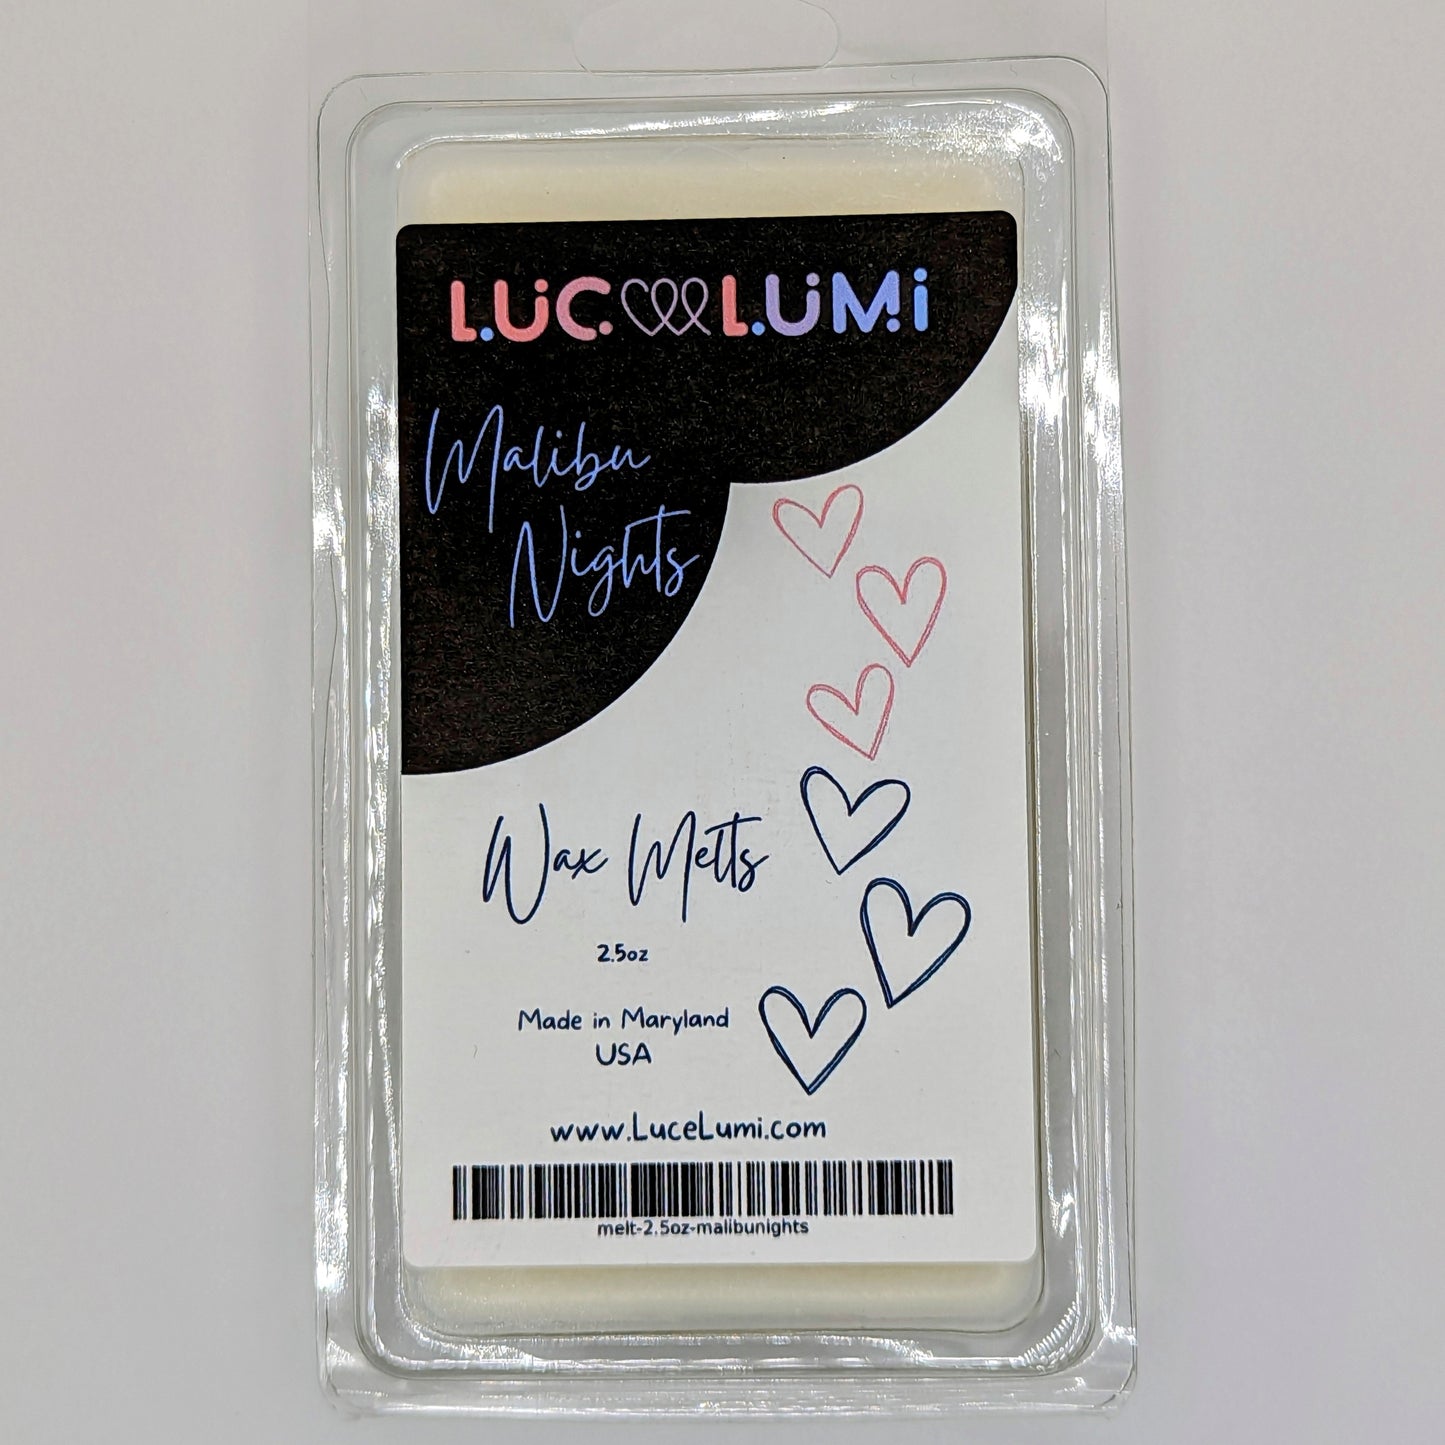 LUC LUMI
Malibu
Nights
Wax Melts
2.5oz
Made in Maryland
USA
www.LuceLumi.com
melt-2.5oz-malibunights